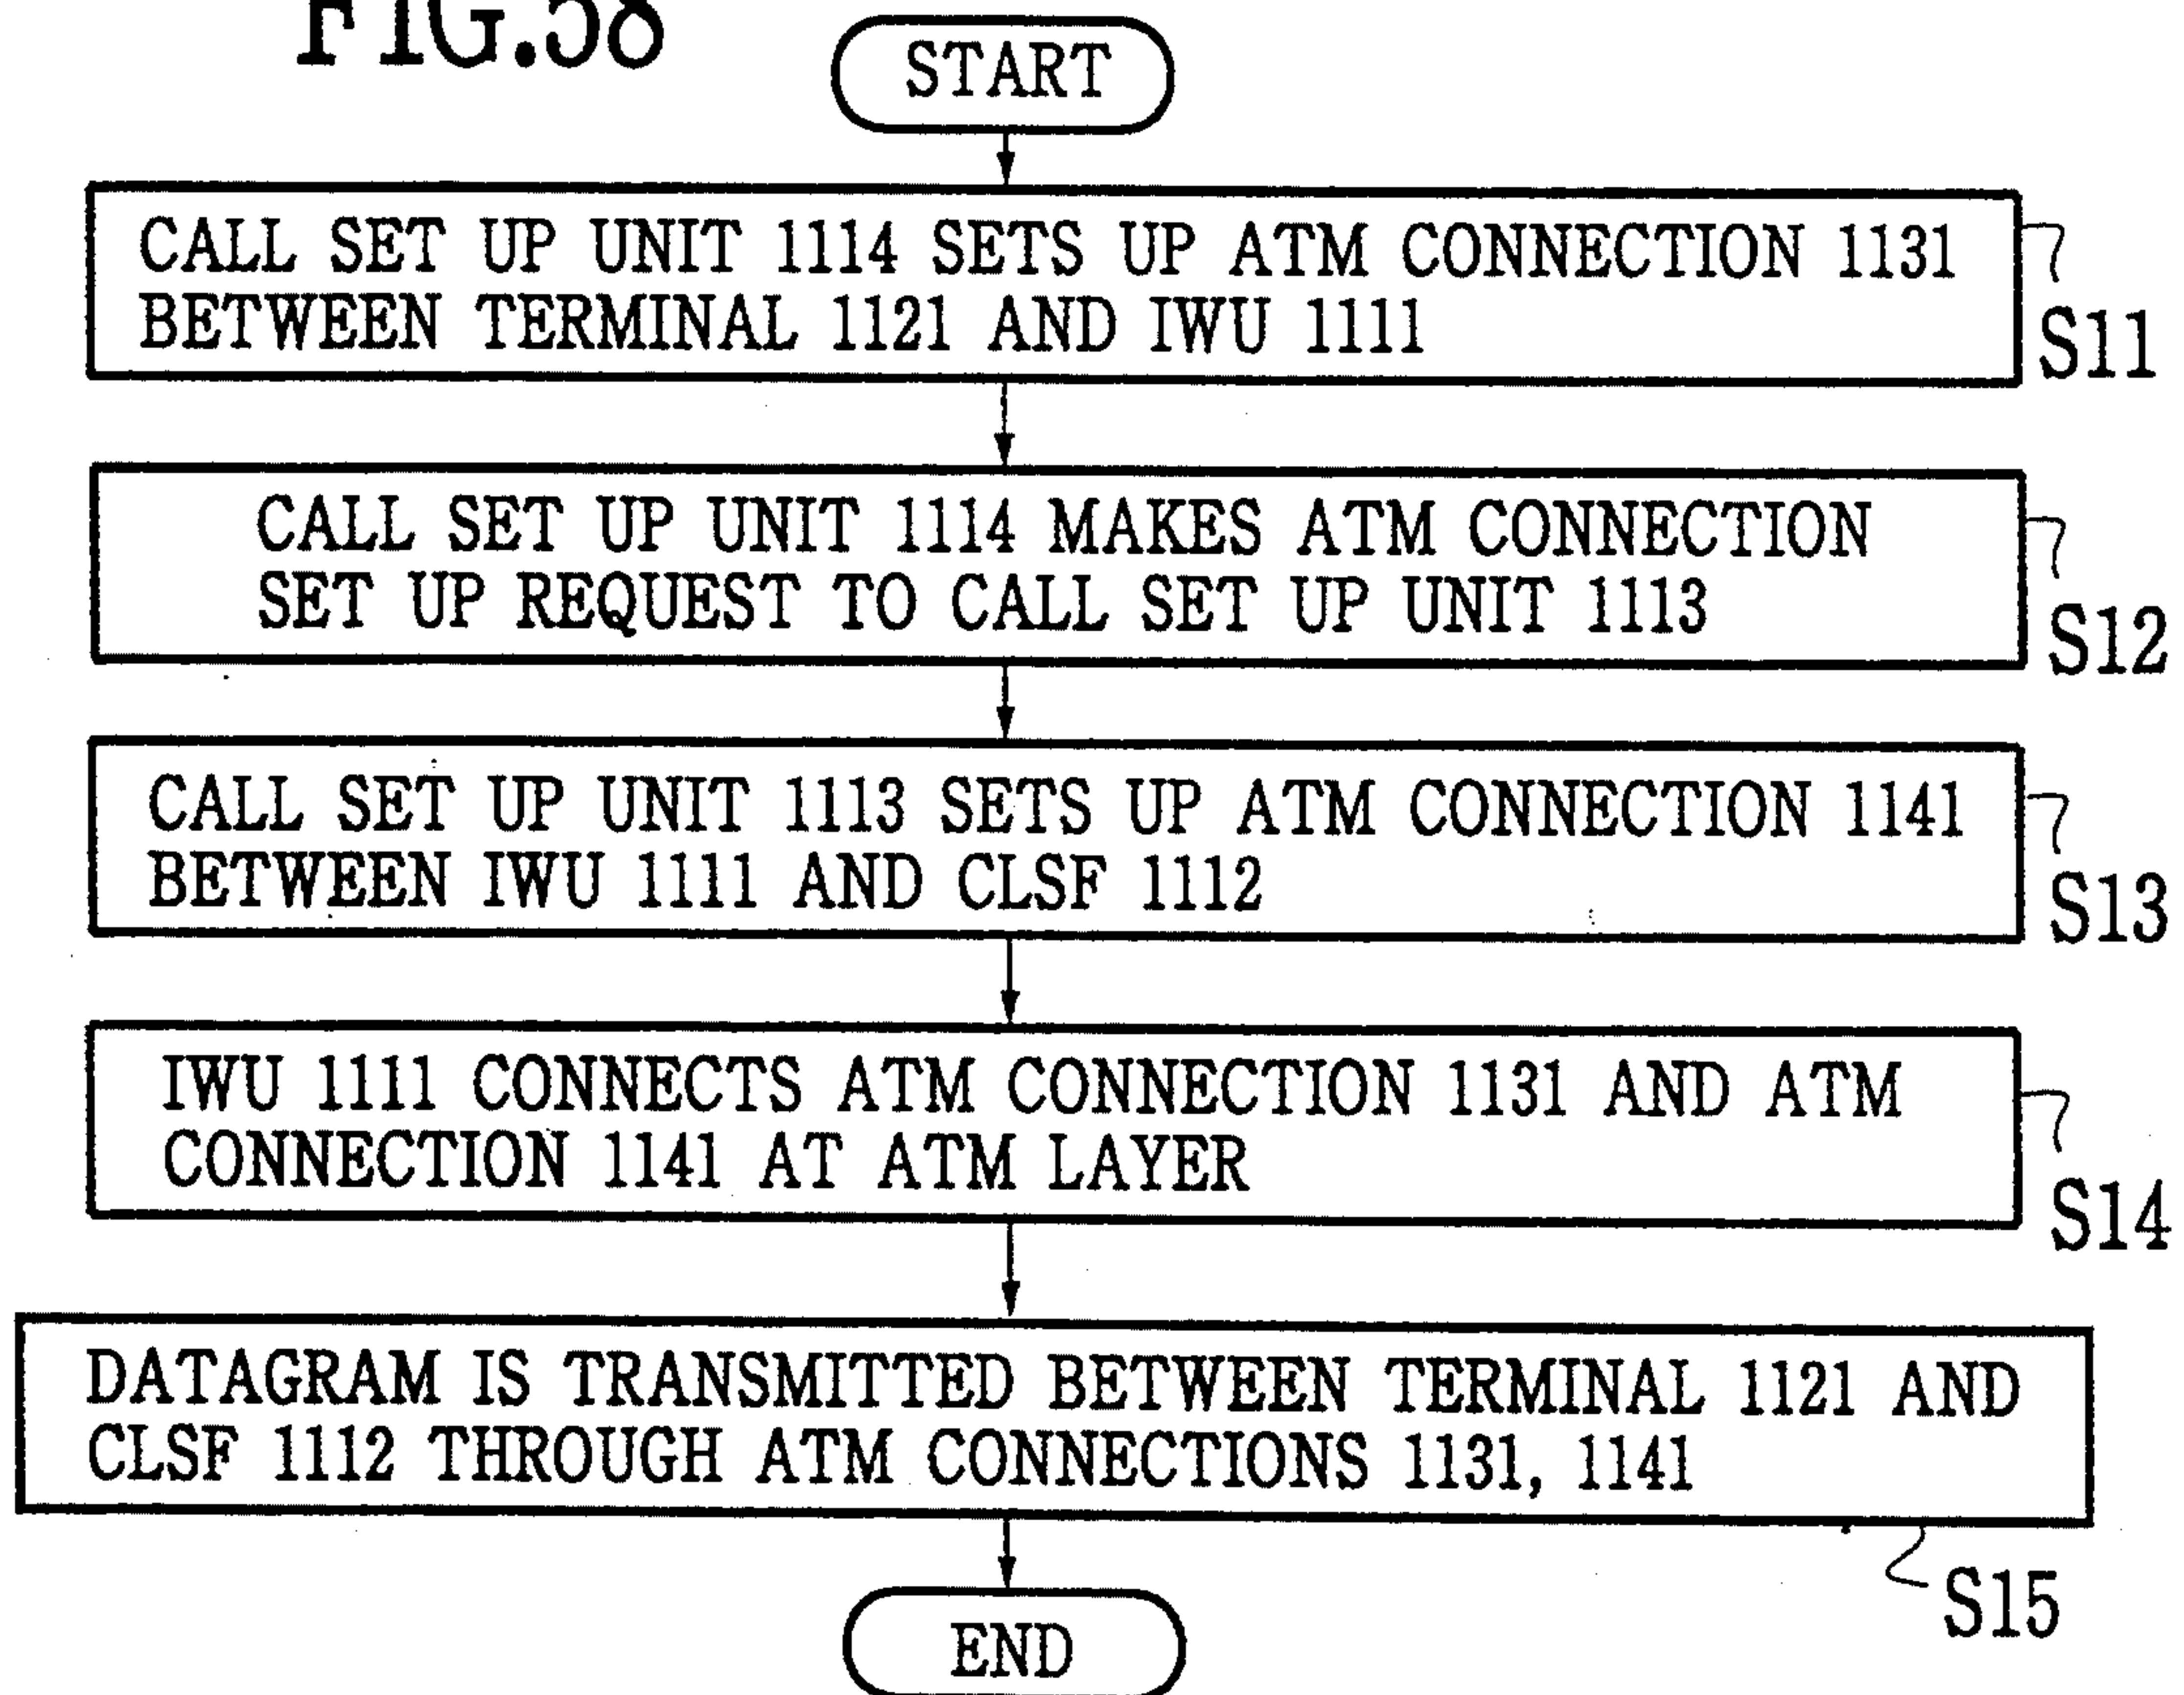 FIG.58
START
CALL SET UP UNIT 1114 SETS UP ATM CONNECTION 1131
BETWEEN TERMINAL 1121 AND IWU 1111
S11
CALL SET UP UNIT 1114 MAKES ATM CONNECTION
SET UP REQUEST TO CALL SET UP UNIT 1113
S12
CALL SET UP UNIT 1113 SETS UP ATM CONNECTION 1141
BETWEEN IWU 1111 AND CLSF 1112
S13
IWU 1111 CONNECTS ATM CONNECTION 1131 AND ATM
CONNECTION 1141 AT ATM LAYER
S14
DATAGRAM IS TRANSMITTED BETWEEN TERMINAL 1121 AND
CLSF 1112 THROUGH ATM CONNECTIONS 1131, 1141
S15
END